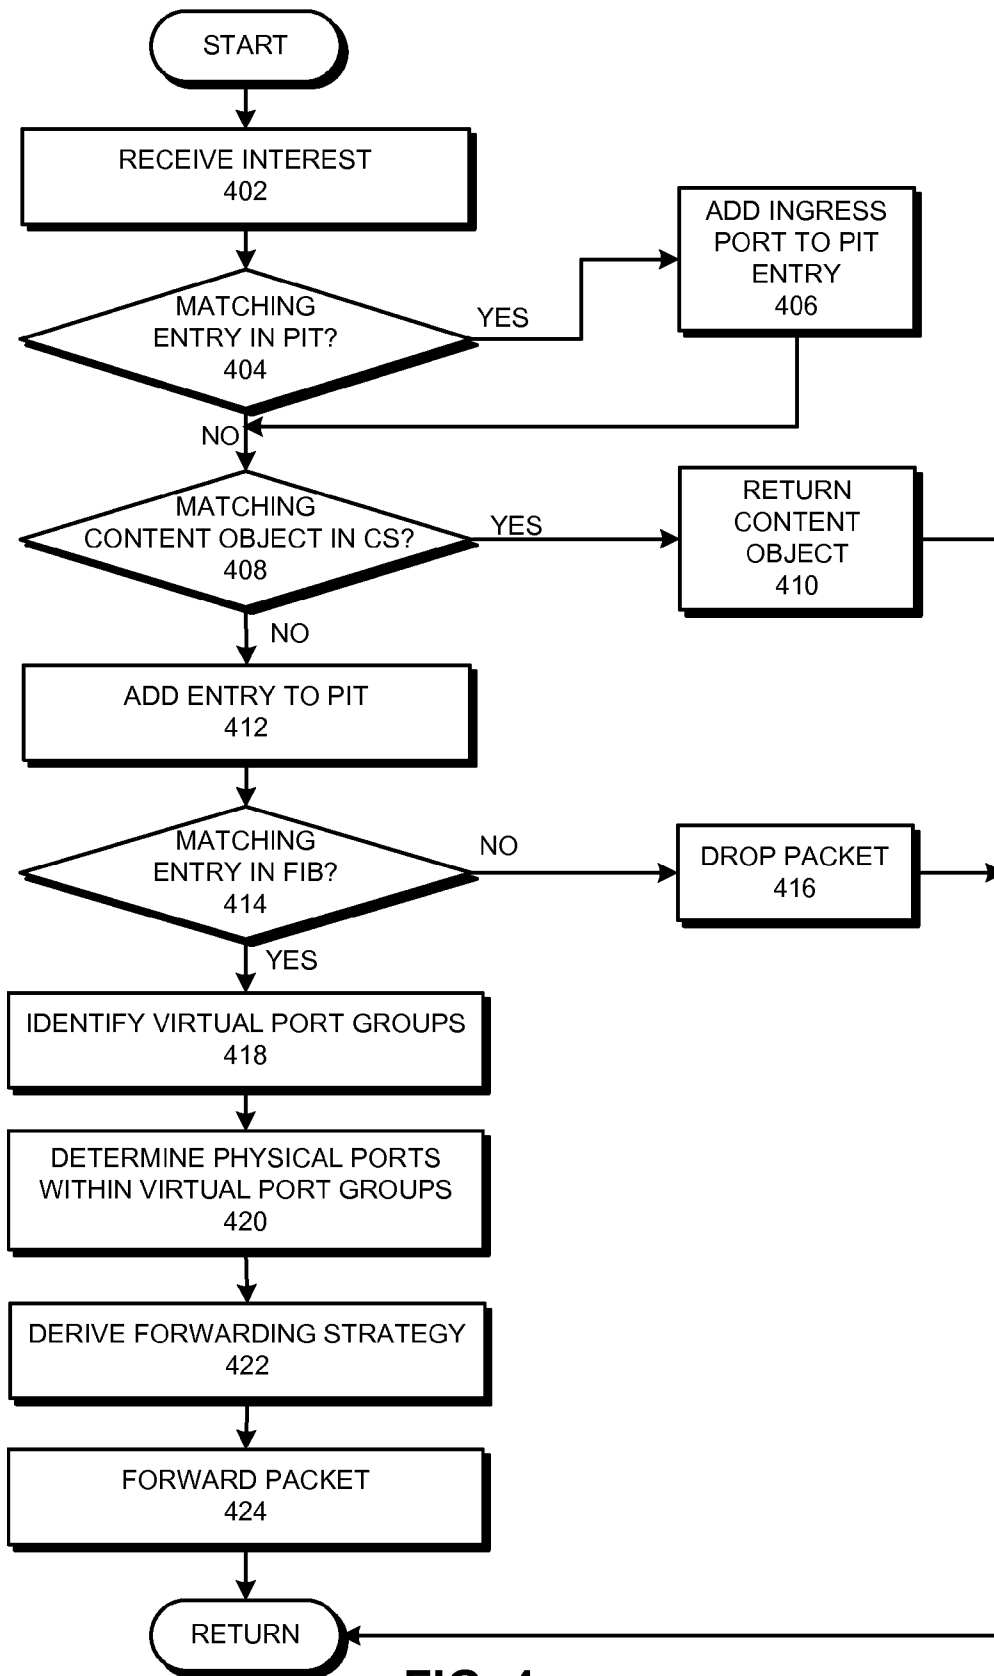 START
RECEIVE INTEREST
402
MATCHING
ENTRY IN PIT?
404
YES
ADD INGRESS
PORT TO PIT
ENTRY
406
NO
MATCHING
CONTENT OBJECT IN CS?
408
YES
RETURN
CONTENT
OBJECT
410
NO
ADD ENTRY TO PIT
412
MATCHING
ENTRY IN FIB?
414
NO
DROP PACKET
416
YES
IDENTIFY VIRTUAL PORT GROUPS
418
DETERMINE PHYSICAL PORTS
WITHIN VIRTUAL PORT GROUPS
420
DERIVE FORWARDING STRATEGY
422
FORWARD PACKET
424
RETURN